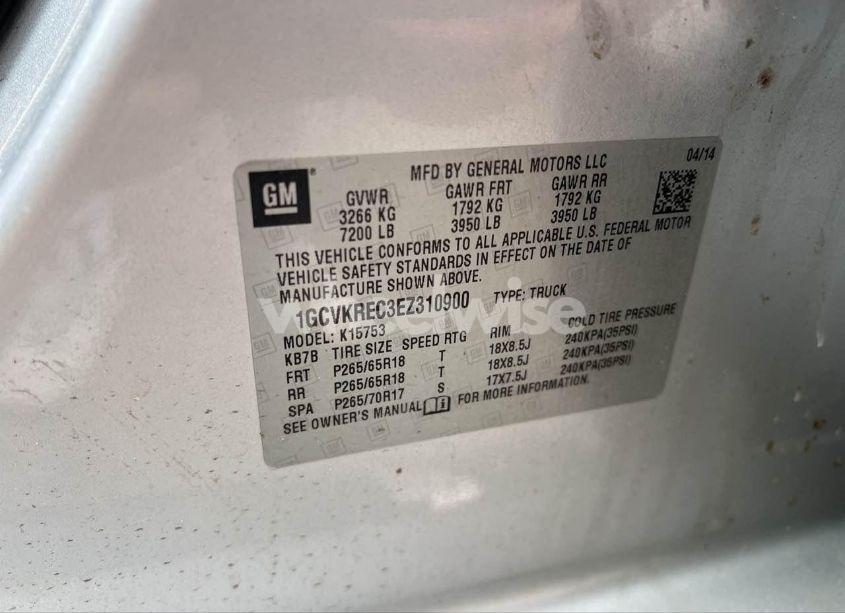 GM
MFD BY GENERAL MOTORS LLC 04/14
GVWR GAWR FRT GAWR RR
3266 KG 1792 KG 1792 KG
7200 LB 3950 LB 3950 LB
THIS VEHICLE CONFORMS TO ALL APPLICABLE U.S. FEDERAL MOTOR
VEHICLE SAFETY STANDARDS IN EFFECT ON THE DATE OF
MANUFACTURE SHOWN ABOVE.
1GCVKREC3EZ310900 TYPE: TRUCK
MODEL: K15753
KB7B TIRE SIZE SPEED RTG RIM COLD TIRE PRESSURE
FRT P265/65R18 T 18X8.5J 240KPA(35PSI)
RR P265/65R18 T 18X8.5J 240KPA(35PSI)
SPA P265/70R17 S 17X7.5J 240KPA(35PSI)
SEE OWNER'S MANUAL FOR MORE INFORMATION.